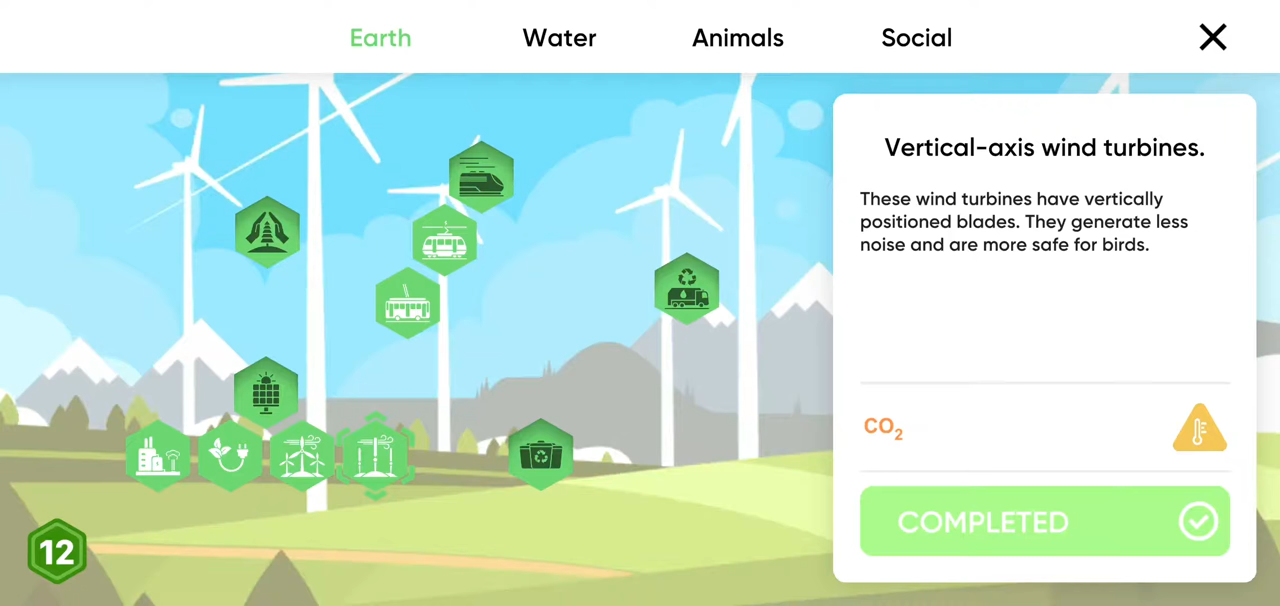 Earth Water Animals Social
Vertical-axis wind turbines.
These wind turbines have vertically
positioned blades. They generate less
noise and are more safe for birds.
CO₂
COMPLETED
12